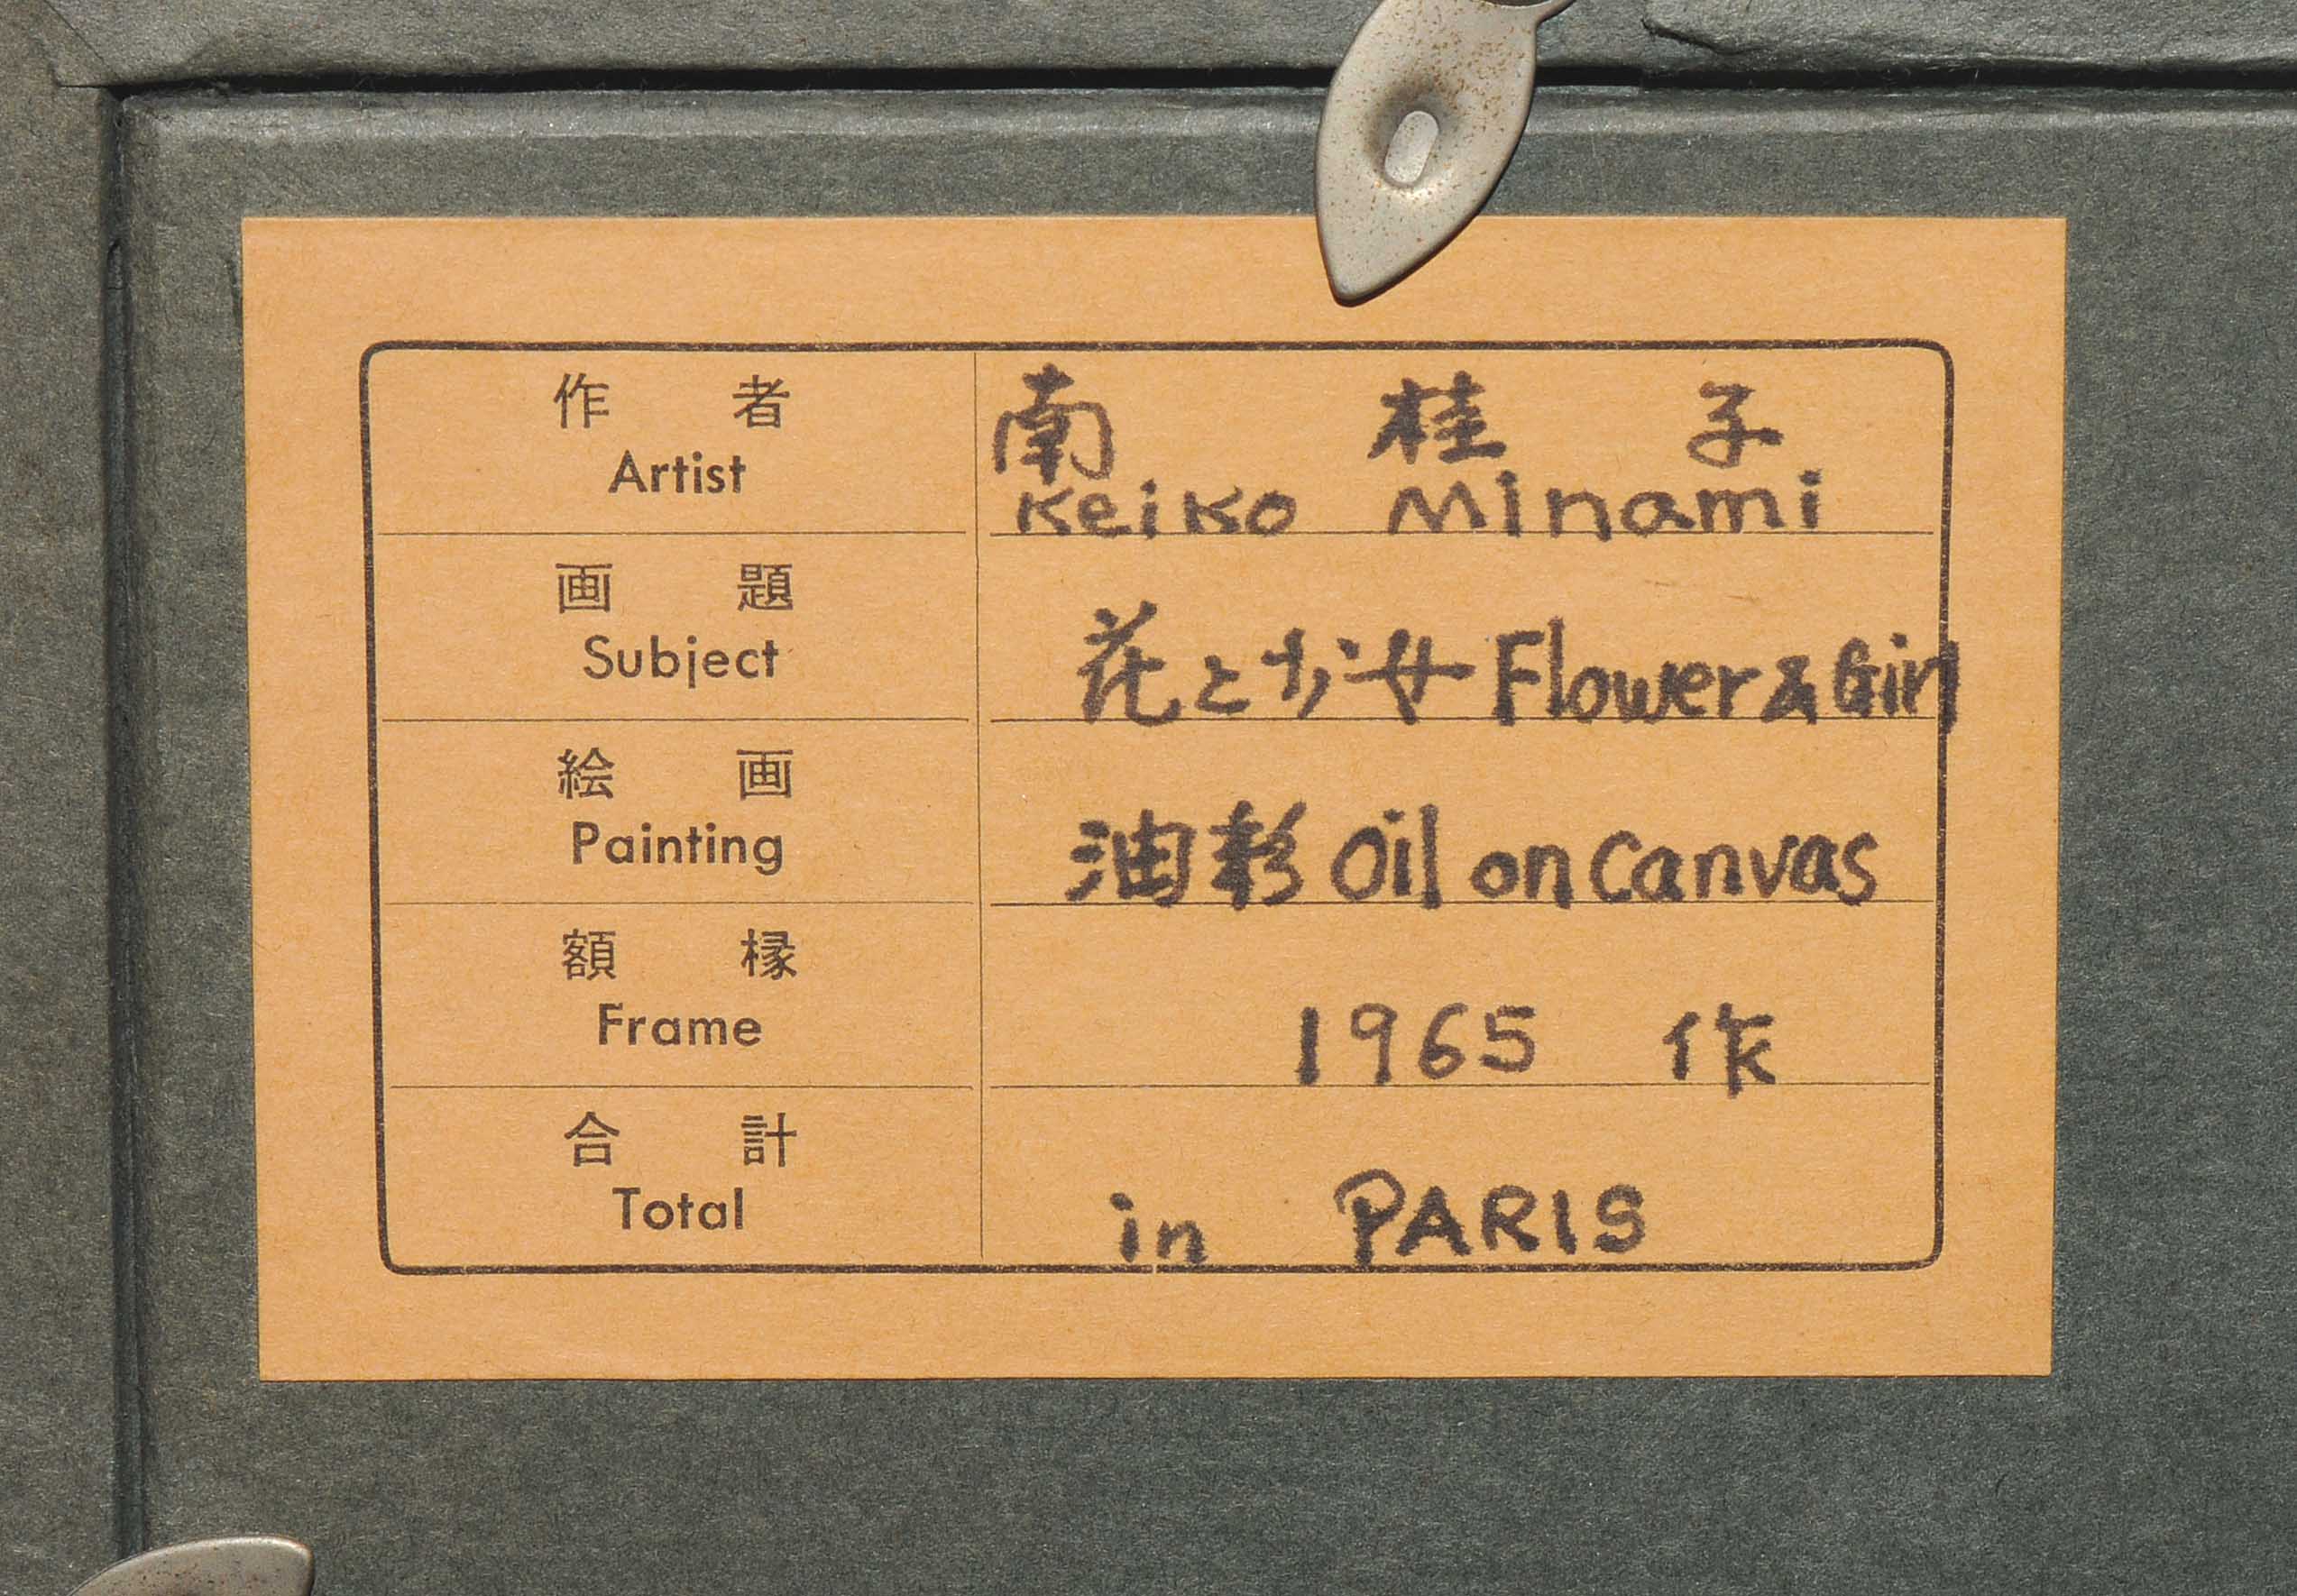 作者 南桂子
Artist Keiko Minami
画題
Subject 花と少女 Flower & Girl
絵画
Painting 油彩 Oil on Canvas
額縁
Frame 1965 作
合計
Total in PARIS